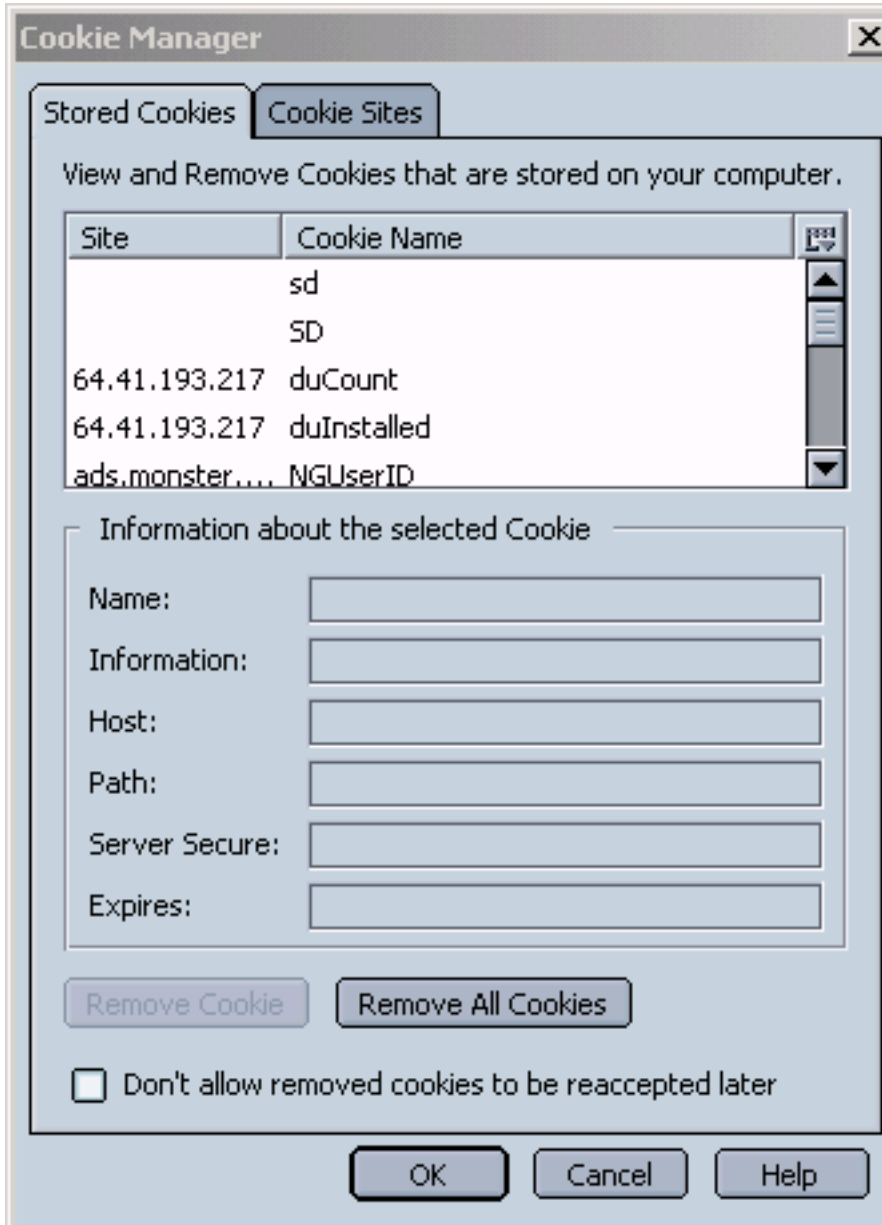 Cookie Manager
Stored Cookies Cookie Sites
View and Remove Cookies that are stored on your computer.
Site Cookie Name
sd
SD
64.41.193.217 duCount
64.41.193.217 duInstalled
ads.monster.... NGUserID
Information about the selected Cookie
Name:
Information:
Host:
Path:
Server Secure:
Expires:
Remove Cookie Remove All Cookies
Don't allow removed cookies to be reaccepted later
OK Cancel Help